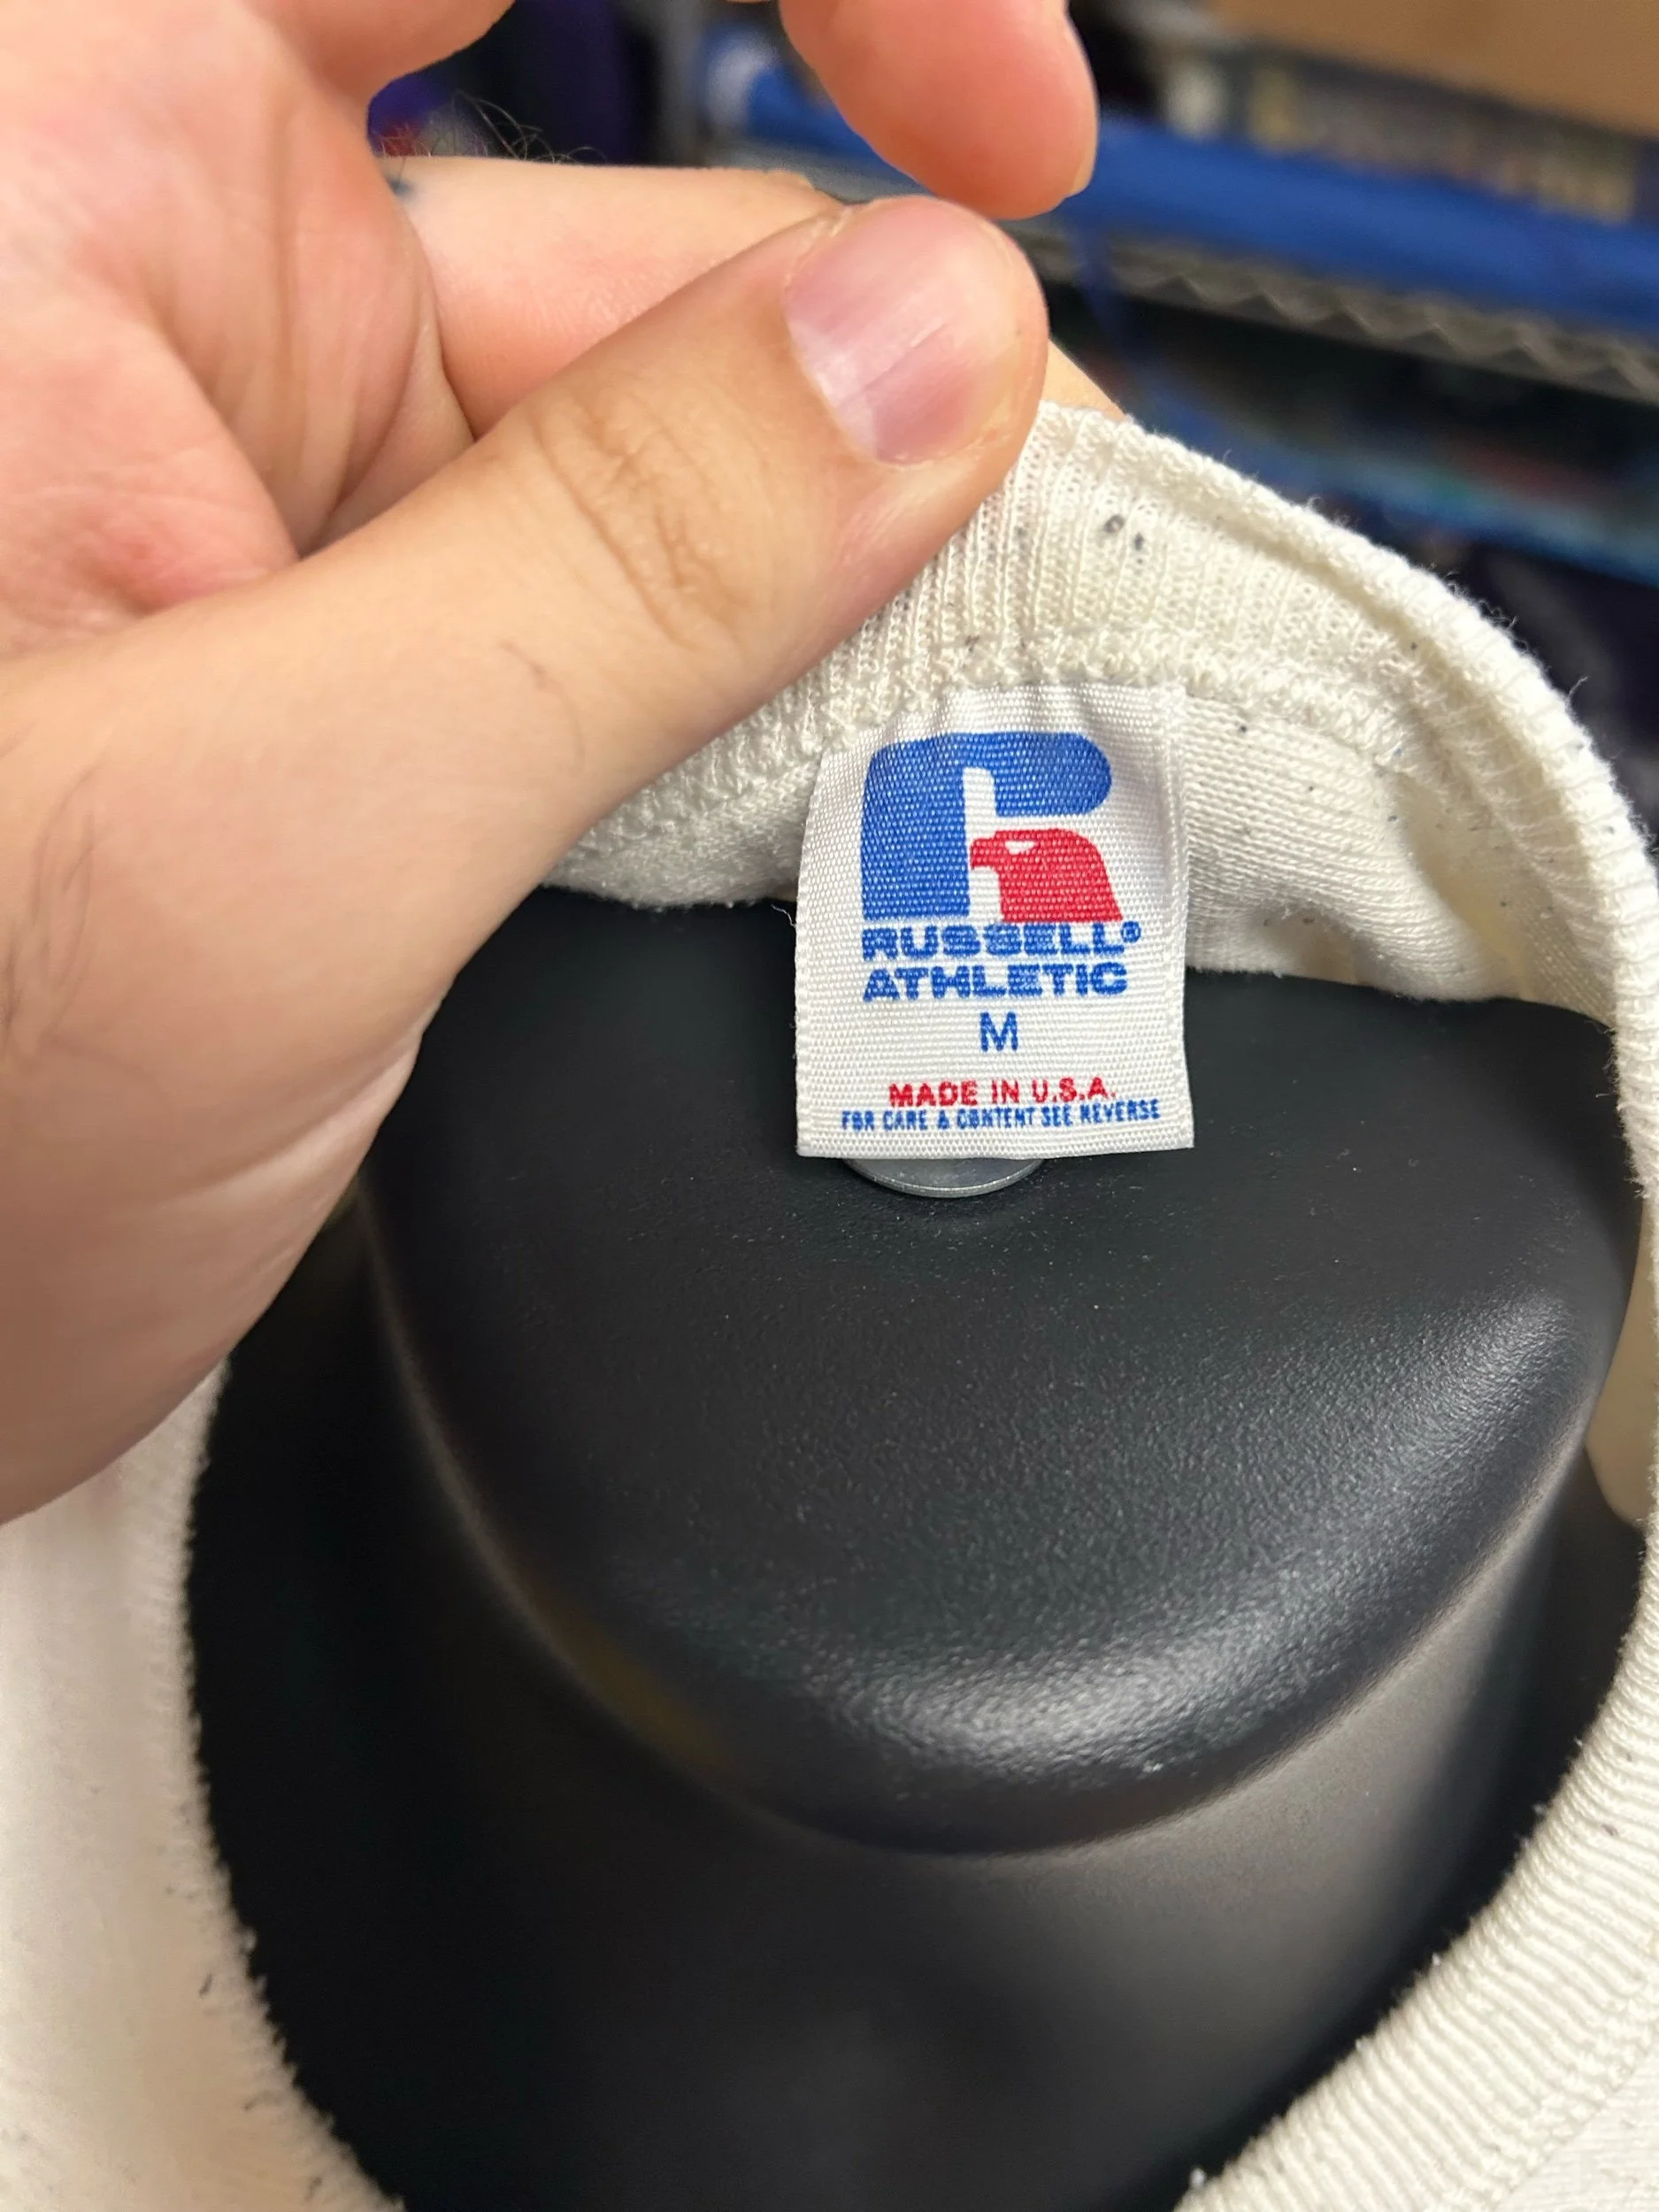 RUSSELL®
ATHLETIC
M
MADE IN U.S.A.
FOR CARE & CONTENT SEE REVERSE